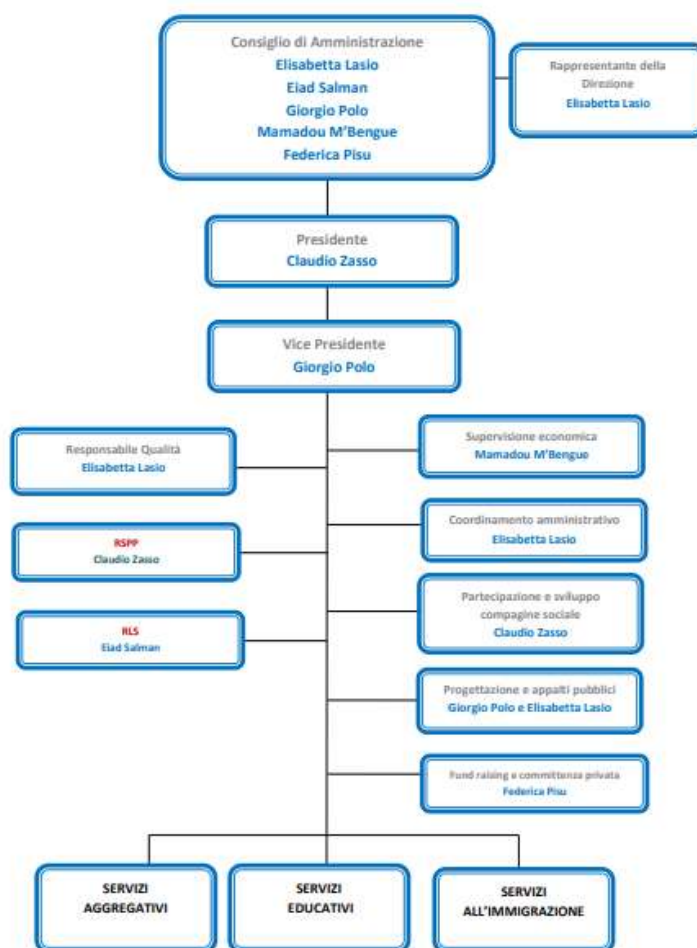 Consiglio di Amministrazione
Elisabetta Lasio
Eiad Salman
Giorgio Polo
Mamadou M'Bengue
Federica Pisu
Rappresentante della
Direzione
Elisabetta Lasio
Presidente
Claudio Zasso
Vice Presidente
Giorgio Polo
Responsabile Qualità
Elisabetta Lasio
Supervisione economica
Mamadou M'Bengue
RSPP
Claudio Zasso
Coordinamento amministrativo
Elisabetta Lasio
RLS
Eiad Salman
Partecipazione e sviluppo
compagine sociale
Claudio Zasso
Progettazione e appalti pubblici
Giorgio Polo e Elisabetta Lasio
Fund raising e committenza privata
Federica Pisu
SERVIZI
AGGREGATIVI
SERVIZI
EDUCATIVI
SERVIZI
ALL'IMMIGRAZIONE